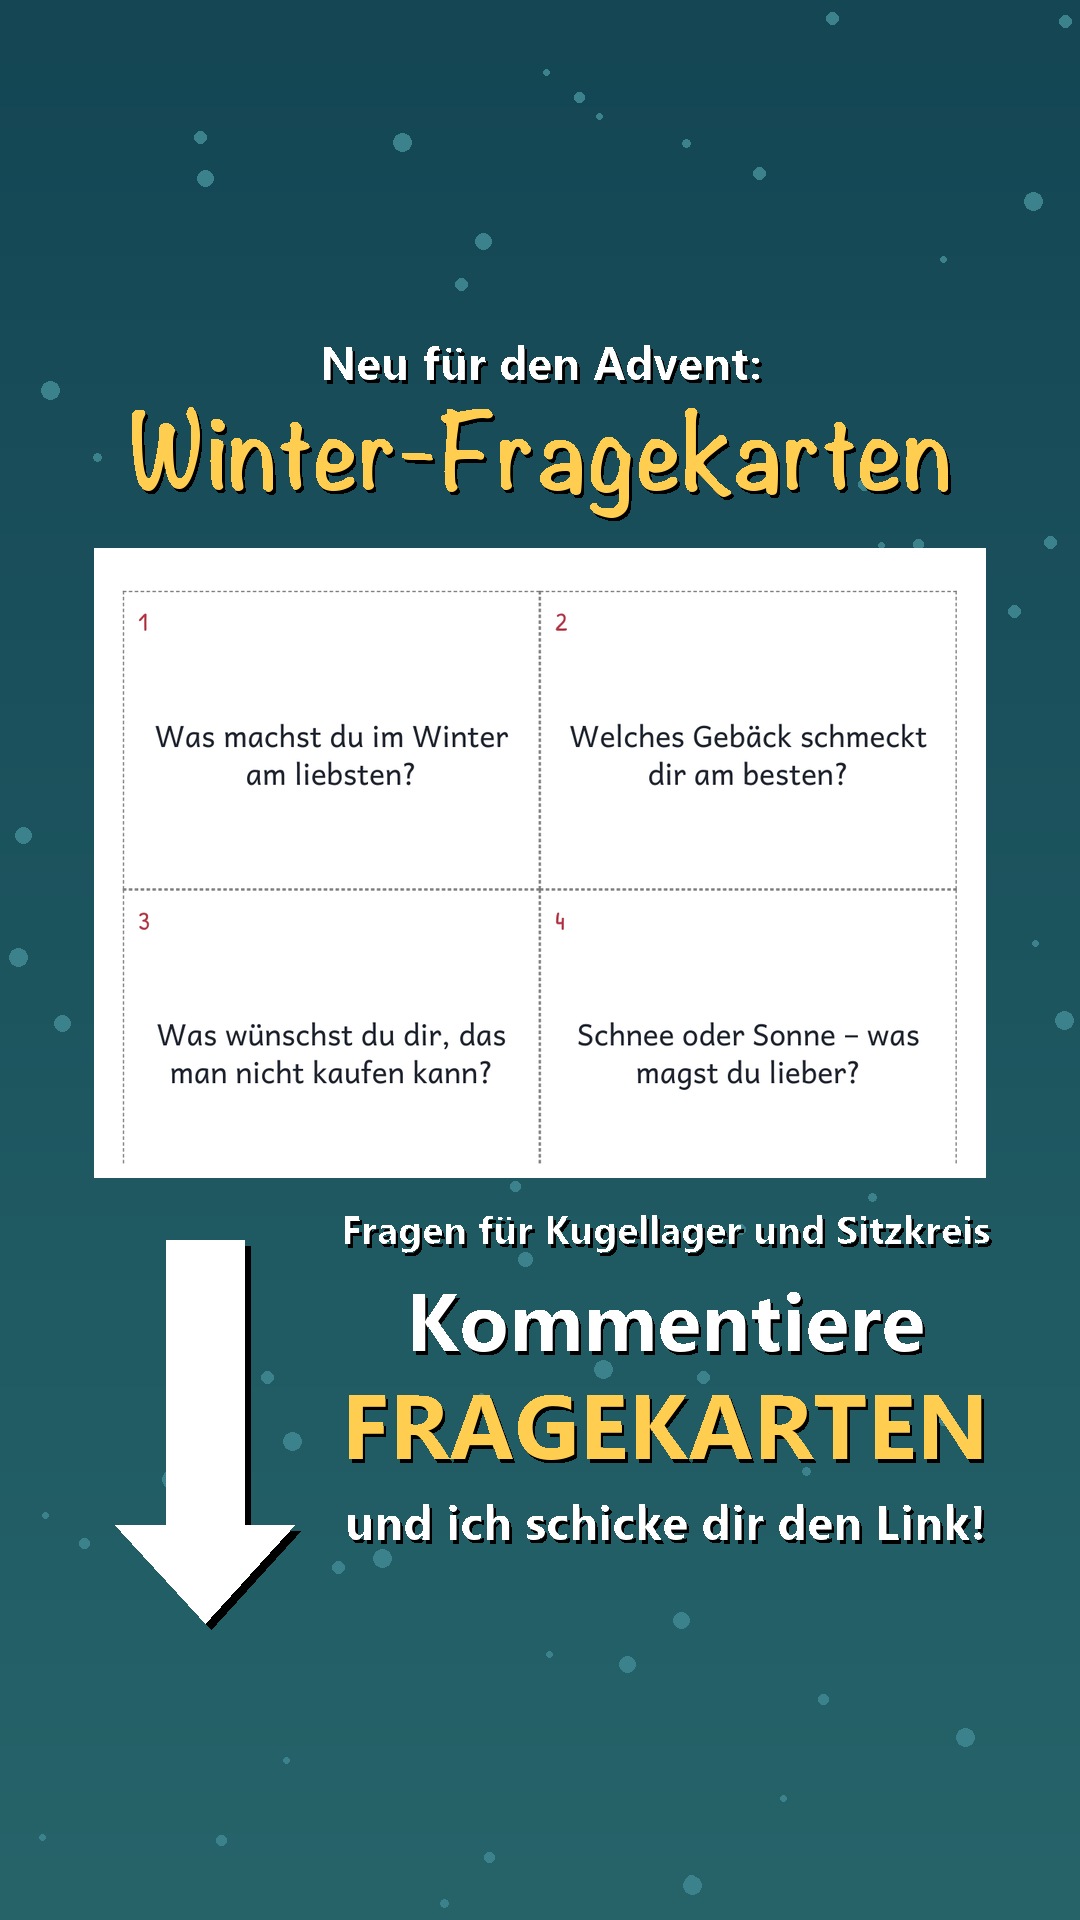 Neu für den Advent:
Winter-Fragekarten
1
Was machst du im Winter
am liebsten?
2
Welches Gebäck schmeckt
dir am besten?
3
Was wünschst du dir, das
man nicht kaufen kann?
4
Schnee oder Sonne – was
magst du lieber?
Fragen für Kugellager und Sitzkreis
Kommentiere
FRAGEKARTEN
und ich schicke dir den Link!